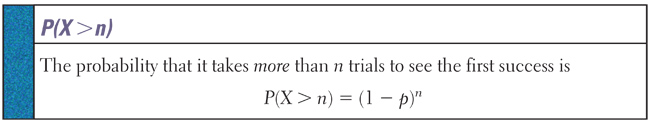 P(X > n)
The probability that it takes more than n trials to see the first success is
P(X > n) = (1 − p)ⁿ